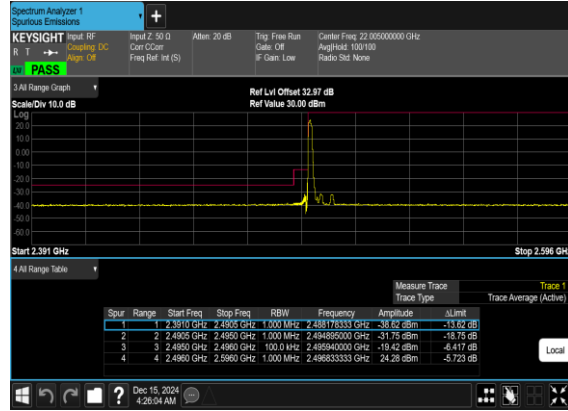 Spectrum Analyzer 1
Spurious Emissions
KEYSIGHT
R T
LW PASS
Input: RF
Coupling: DC
Align: Off
Input Z: 50 Ω
Corr CCorr
Freq Ref: Int (S)
Atten: 20 dB
Trig: Free Run
Gate: Off
IF Gain: Low
Center Freq: 22.005000000 GHz
Avg|Hold: 100/100
Radio Std: None
3 All Range Graph
Scale/Div 10.0 dB
Ref Lvl Offset 32.97 dB
Ref Value 30.00 dBm
Log
20.0
10.0
0.00
-10.0
-20.0
-30.0
-40.0
-50.0
-60.0
Start 2.391 GHz
Stop 2.596 GHz
4 All Range Table
Measure Trace Trace 1
Trace Type Trace Average (Active)
Spur Range Start Freq Stop Freq RBW Frequency Amplitude ΔLimit
1 1 2.3910 GHz 2.4905 GHz 1.000 MHz 2.488178333 GHz -38.62 dBm -13.62 dB
2 2 2.4905 GHz 2.4950 GHz 1.000 MHz 2.494895000 GHz -31.75 dBm -18.75 dB
3 3 2.4950 GHz 2.4960 GHz 100.0 kHz 2.495940000 GHz -19.42 dBm -6.417 dB
4 4 2.4960 GHz 2.5960 GHz 1.000 MHz 2.496833333 GHz 24.28 dBm -5.723 dB
Local
?
Dec 15, 2024
4:26:04 AM